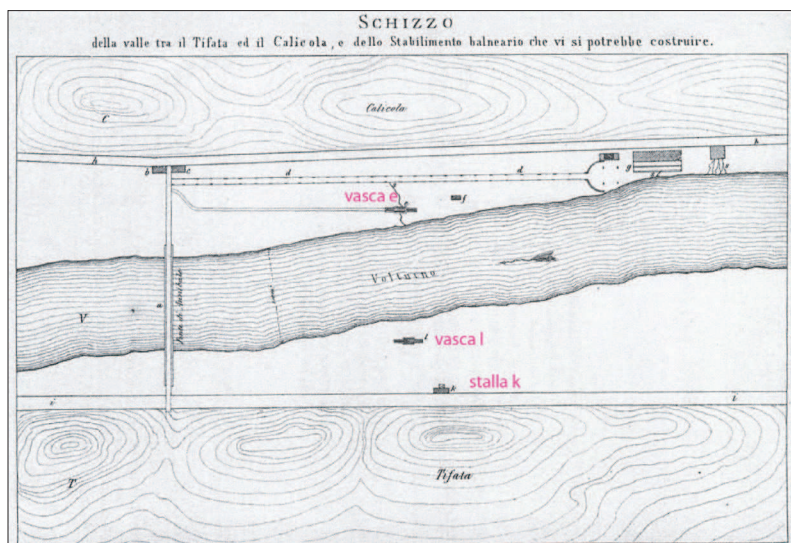 SCHIZZO
della valle tra il Tifata ed il Calicola, e dello Stabilimento balneario che vi si potrebbe costruire.
C
Calicola
h
h
b
c
d
d
g
vasca e
e
f
Volturno
V
a
l
vasca l
k
stalla k
i
i
T
Tifata